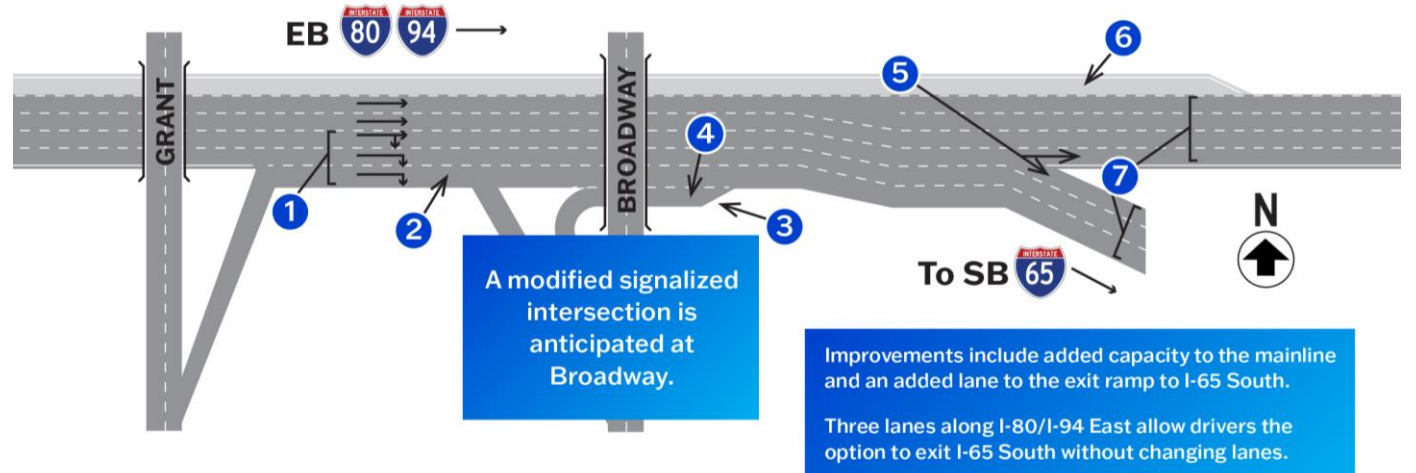 EB INTERSTATE 80 INTERSTATE 94
6
5
GRANT
BROADWAY
4
1
2
3
7
N
A modified signalized
intersection is
anticipated at
Broadway.
To SB INTERSTATE 65
Improvements include added capacity to the mainline
and an added lane to the exit ramp to I-65 South.
Three lanes along I-80/I-94 East allow drivers the
option to exit I-65 South without changing lanes.